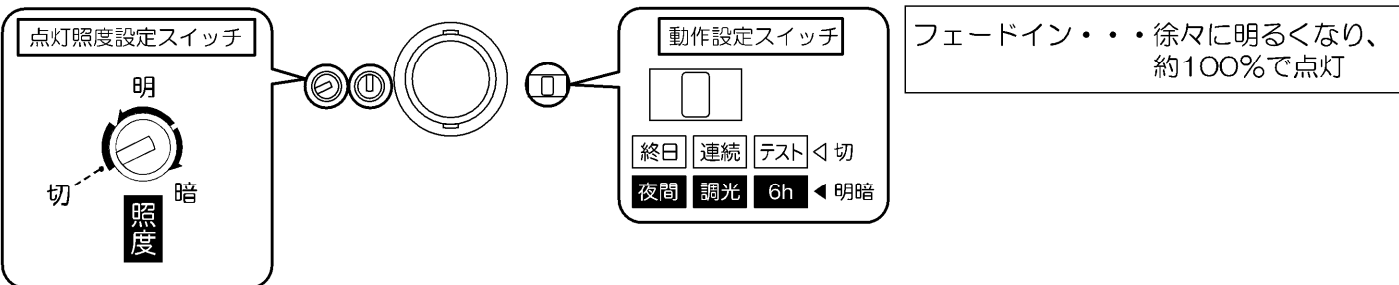 点灯照度設定スイッチ
明
切
暗
照度
動作設定スイッチ
終日 連続 テスト ◁ 切
夜間 調光 6h ◀ 明暗
フェードイン・・・徐々に明るくなり、
約100%で点灯